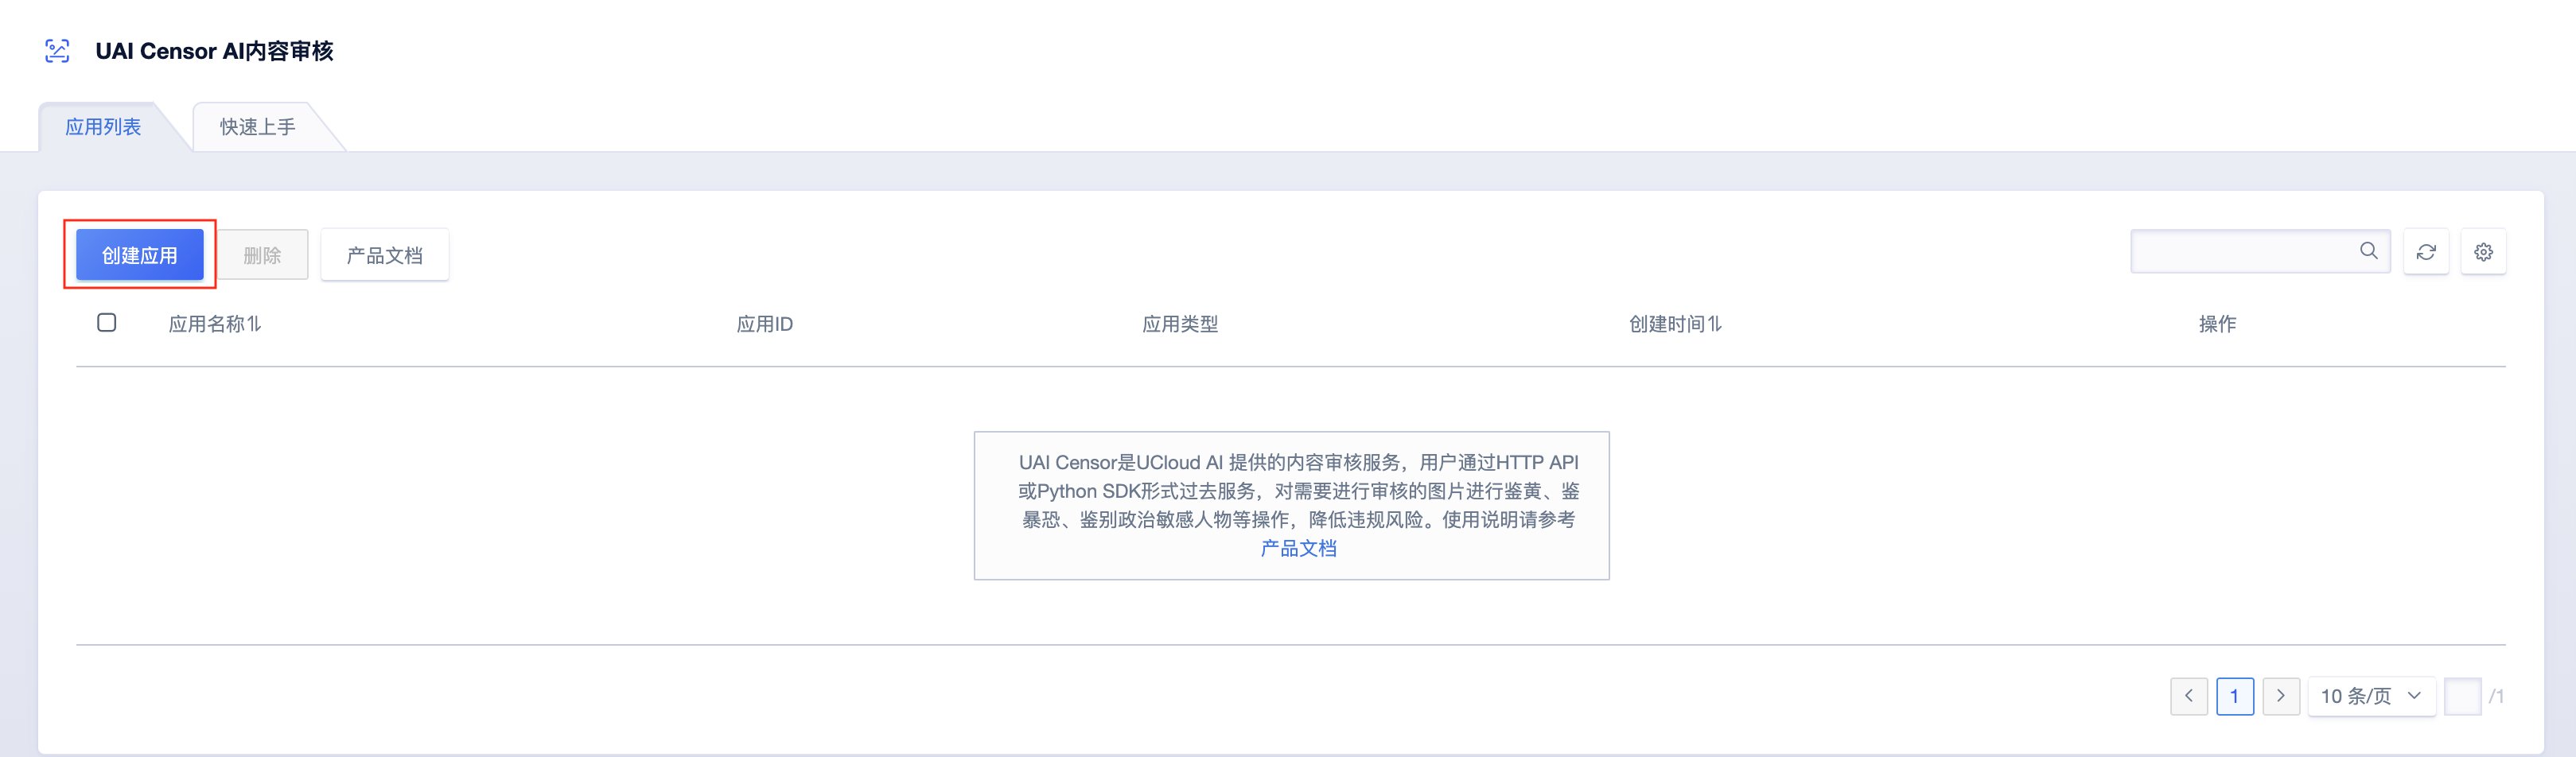 UAI Censor AI内容审核
应用列表
快速上手
创建应用
删除
产品文档
应用名称
应用ID
应用类型
创建时间
操作
UAI Censor是UCloud AI 提供的内容审核服务，用户通过HTTP API
或Python SDK形式过去服务，对需要进行审核的图片进行鉴黄、鉴
暴恐、鉴别政治敏感人物等操作，降低违规风险。使用说明请参考
产品文档
1
10 条/页
/1